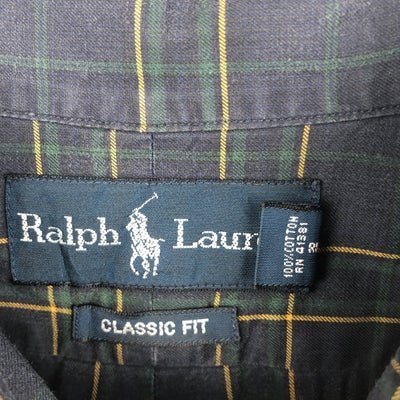 Ralph Laur
100% COTTON
RN 41381
CLASSIC FIT